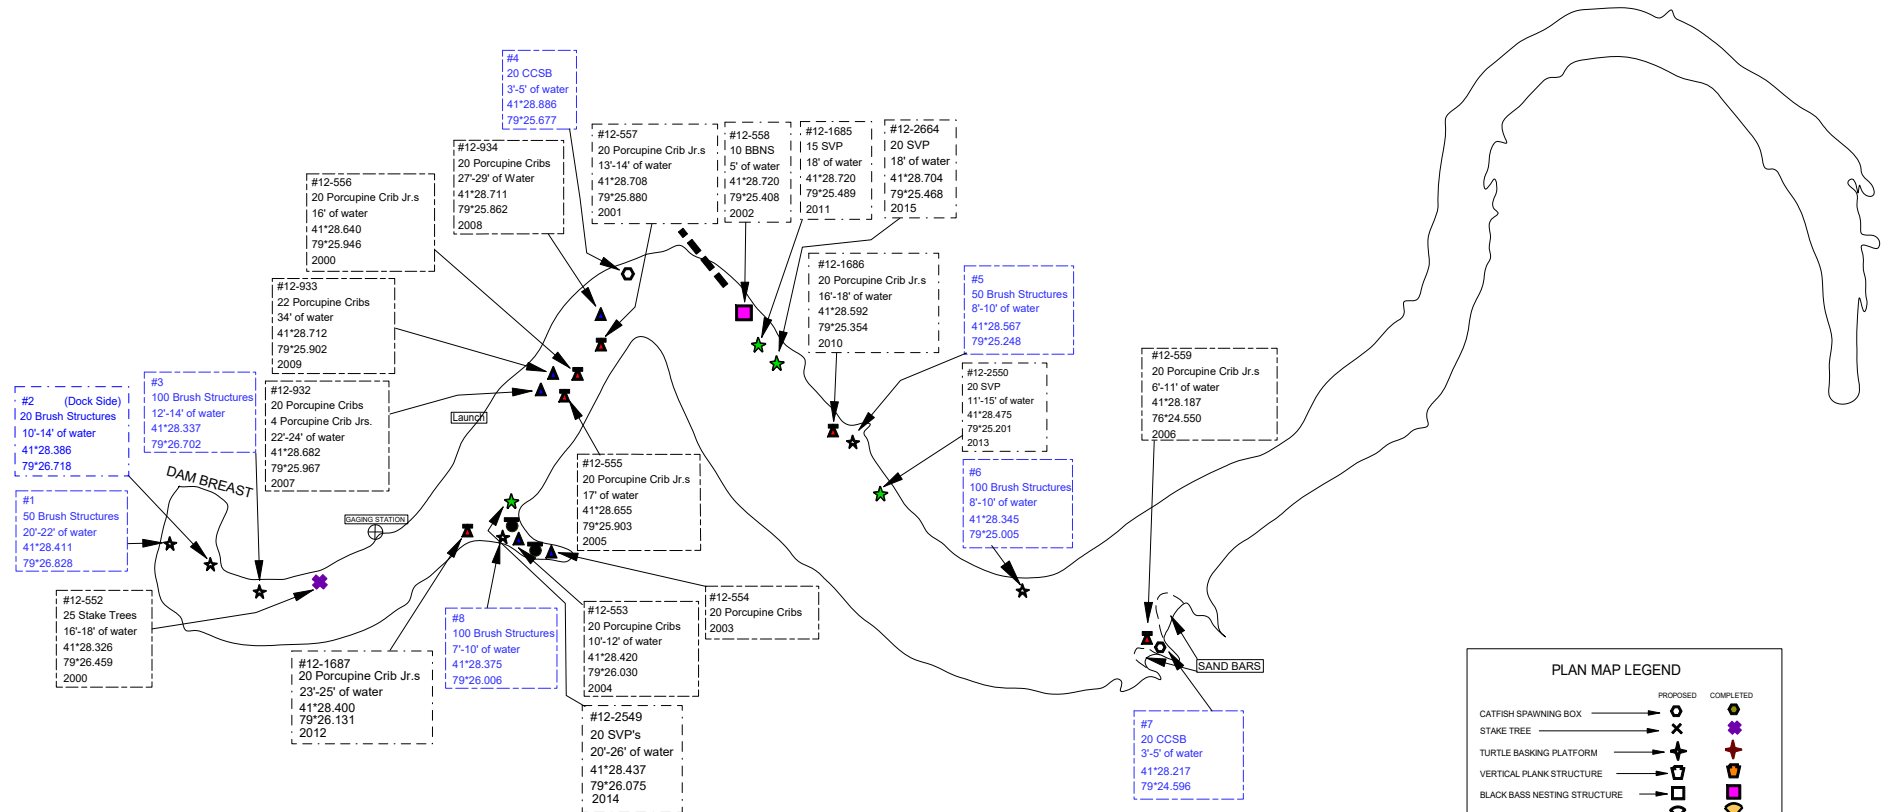 #4
20 CCSB
3'-5' of water
41*28.886
79*25.677
#12-934
20 Porcupine Cribs
27'-29' of Water
41*28.711
79*25.862
2008
#12-557
20 Porcupine Crib Jr.s
13'-14' of water
41*28.708
79*25.880
2001
#12-558
10 BBNS
5' of water
41*28.720
79*25.408
2002
#12-1685
15 SVP
18' of water
41*28.720
79*25.489
2011
#12-2664
20 SVP
18' of water
41*28.704
79*25.468
2015
#12-556
20 Porcupine Crib Jr.s
16' of water
41*28.640
79*25.946
2000
#12-933
22 Porcupine Cribs
34' of water
41*28.712
79*25.902
2009
#12-1686
20 Porcupine Crib Jr.s
16'-18' of water
41*28.592
79*25.354
2010
#5
50 Brush Structures
8'-10' of water
41*28.567
79*25.248
#12-2550
20 SVP
11'-15' of water
41*28.475
79*25.201
2013
#12-559
20 Porcupine Crib Jr.s
6'-11' of water
41*28.187
76*24.550
2006
#2 (Dock Side)
20 Brush Structures
10'-14' of water
41*28.386
79*26.718
#3
100 Brush Structures
12'-14' of water
41*28.337
79*26.702
#12-932
20 Porcupine Cribs
4 Porcupine Crib Jrs.
22'-24' of water
41*28.682
79*25.967
2007
Launch
DAM BREAST
#1
50 Brush Structures
20'-22' of water
41*28.411
79*26.828
GAGING STATION
#12-555
20 Porcupine Crib Jr.s
17' of water
41*28.655
79*25.903
2005
#6
100 Brush Structures
8'-10' of water
41*28.345
79*25.005
#12-552
25 Stake Trees
16'-18' of water
41*28.326
79*26.459
2000
#12-1687
20 Porcupine Crib Jr.s
23'-25' of water
41*28.400
79*26.131
2012
#8
100 Brush Structures
7'-10' of water
41*28.375
79*26.006
#12-553
20 Porcupine Cribs
10'-12' of water
41*28.420
79*26.030
2004
#12-554
20 Porcupine Cribs
2003
#12-2549
20 SVP's
20'-26' of water
41*28.437
79*26.075
2014
SAND BARS
#7
20 CCSB
3'-5' of water
41*28.217
79*24.596
PLAN MAP LEGEND
PROPOSED COMPLETED
CATFISH SPAWNING BOX
STAKE TREE
TURTLE BASKING PLATFORM
VERTICAL PLANK STRUCTURE
BLACK BASS NESTING STRUCTURE